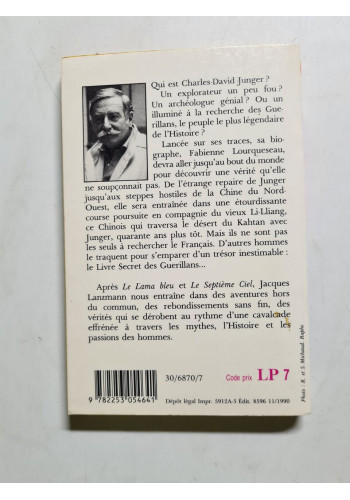 Qui est Charles-David Junger ?
Un explorateur un peu fou ?
Un archéologue génial ? Ou un
illuminé à la recherche des Gue-
rillans, le peuple le plus légendaire
de l'Histoire ?
Lancée sur ses traces, sa bio-
graphe, Fabienne Lourqueseau,
devra aller jusqu'au bout du monde
pour découvrir une vérité qu'elle
ne soupçonnait pas. De l'étrange repaire de Junger
jusqu'aux steppes hostiles de la Chine du Nord-
Ouest, elle sera entraînée dans une étourdissante
course poursuite en compagnie du vieux Li-Liang,
ce Chinois qui traversa le désert du Kahtan avec
Junger, quarante ans plus tôt. Mais ils ne sont pas
les seuls à rechercher le Français. D'autres hommes
le traquent pour s'emparer d'un trésor inestimable :
le Livre Secret des Guerillans...
Après Le Lama bleu et Le Septième Ciel, Jacques
Lanzmann nous entraîne dans des aventures hors
du commun, des rebondissements sans fin, des
vérités qui se dérobent au rythme d'une cavalcade
effrénée à travers les mythes, l'Histoire et les
passions des hommes.
Photo : R. et S. Michaud. Rapho
30/6870/7
Code prix LP 7
9 782253 054641
Dépôt légal Impr. 5912A-5 Édit. 8596 11/1990